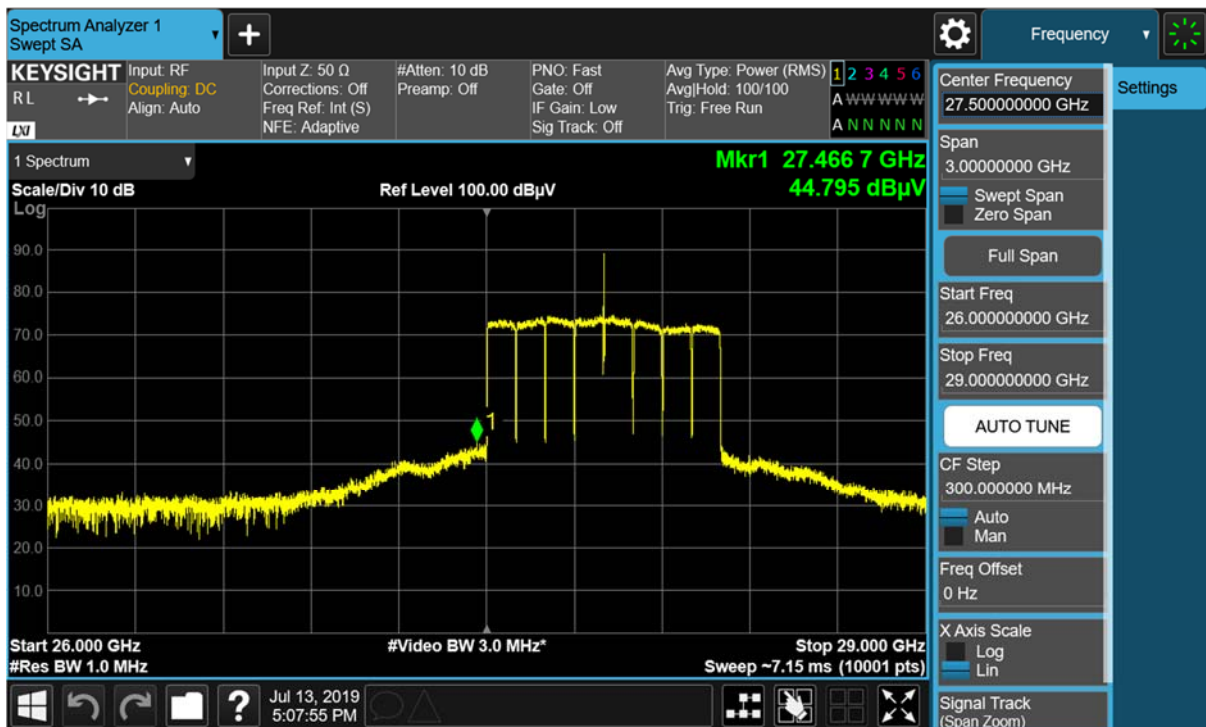 Spectrum Analyzer 1
Swept SA
Frequency
KEYSIGHT
R L
LXI
Input: RF
Coupling: DC
Align: Auto
Input Z: 50 Ω
Corrections: Off
Freq Ref: Int (S)
NFE: Adaptive
#Atten: 10 dB
Preamp: Off
PNO: Fast
Gate: Off
IF Gain: Low
Sig Track: Off
Avg Type: Power (RMS)
Avg|Hold: 100/100
Trig: Free Run
1 2 3 4 5 6
A W W W W W
A N N N N N
1 Spectrum
Mkr1 27.466 7 GHz
44.795 dBµV
Scale/Div 10 dB
Ref Level 100.00 dBµV
Log
90.0
80.0
70.0
60.0
50.0
40.0
30.0
20.0
10.0
1
Start 26.000 GHz
#Video BW 3.0 MHz*
Stop 29.000 GHz
#Res BW 1.0 MHz
Sweep ~7.15 ms (10001 pts)
?
Jul 13, 2019
5:07:55 PM
Center Frequency
27.500000000 GHz
Settings
Span
3.00000000 GHz
Swept Span
Zero Span
Full Span
Start Freq
26.000000000 GHz
Stop Freq
29.000000000 GHz
AUTO TUNE
CF Step
300.000000 MHz
Auto
Man
Freq Offset
0 Hz
X Axis Scale
Log
Lin
Signal Track
(Span Zoom)